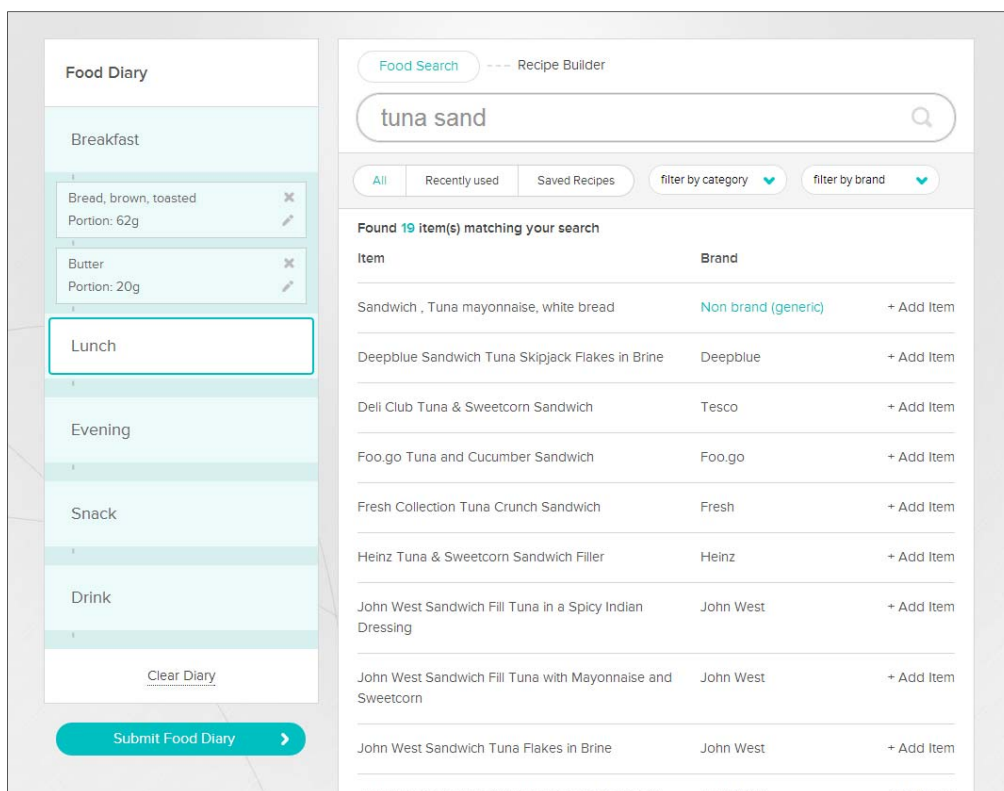 Food Diary
Breakfast
Bread, brown, toasted
Portion: 62g
Butter
Portion: 20g
Lunch
Evening
Snack
Drink
Clear Diary
Submit Food Diary
Food Search --- Recipe Builder
tuna sand
All Recently used Saved Recipes filter by category filter by brand
Found 19 item(s) matching your search
Item Brand
Sandwich , Tuna mayonnaise, white bread Non brand (generic) + Add Item
Deepblue Sandwich Tuna Skipjack Flakes in Brine Deepblue + Add Item
Deli Club Tuna & Sweetcorn Sandwich Tesco + Add Item
Foo.go Tuna and Cucumber Sandwich Foo.go + Add Item
Fresh Collection Tuna Crunch Sandwich Fresh + Add Item
Heinz Tuna & Sweetcorn Sandwich Filler Heinz + Add Item
John West Sandwich Fill Tuna in a Spicy Indian John West + Add Item
Dressing
John West Sandwich Fill Tuna with Mayonnaise and John West + Add Item
Sweetcorn
John West Sandwich Tuna Flakes in Brine John West + Add Item